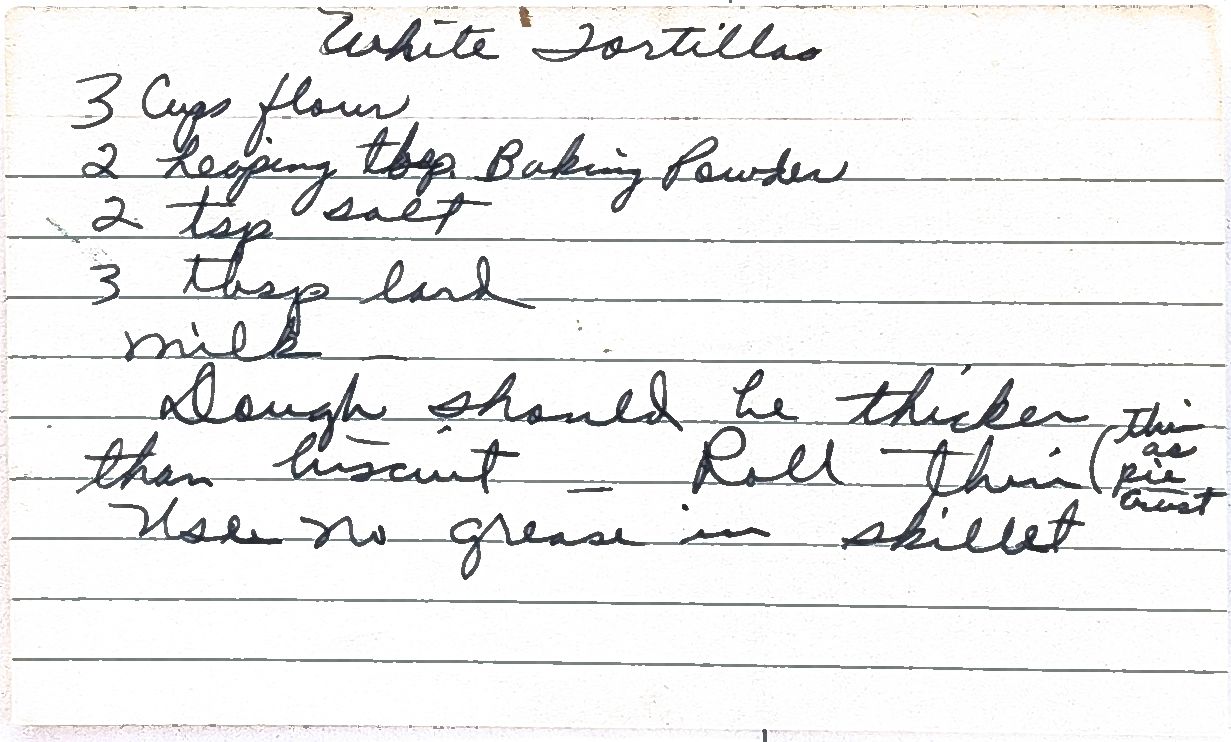 White Tortillas
3 Cups flour
2 heaping tbsp. Baking Powder
2 tsp salt
3 tbsp lard
milk —
Dough should be thicker
than biscuit — Roll thin (thin as pie crust
Use no grease in skillet